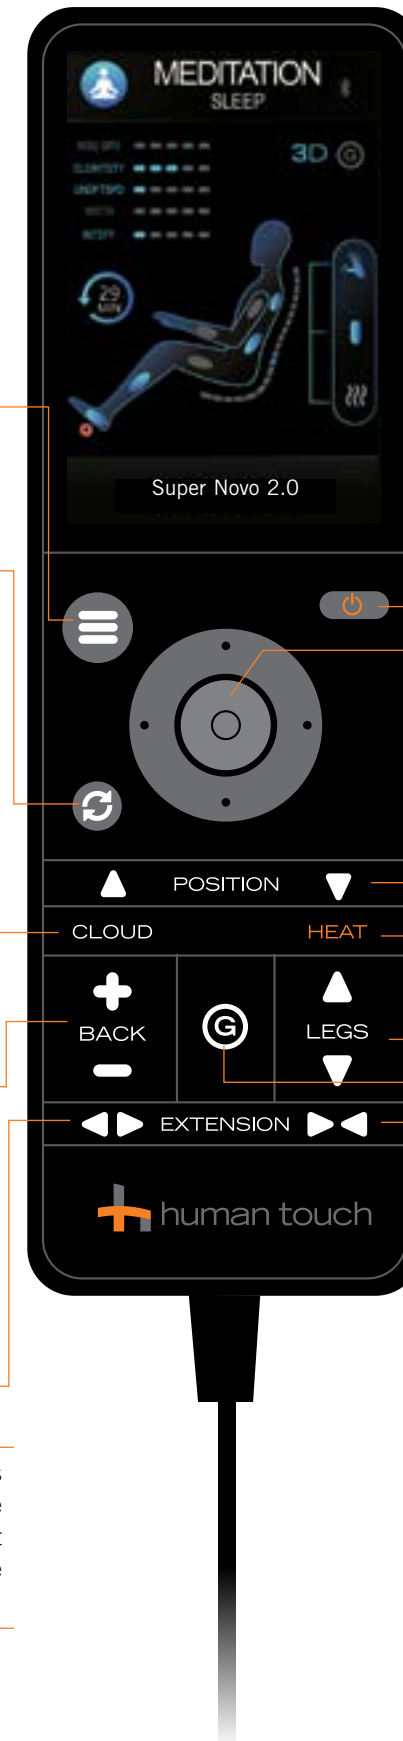 MEDITATION
SLEEP
3D G
29
MIN
Super Novo 2.0
POSITION
CLOUD HEAT
BACK G LEGS
EXTENSION
human touch